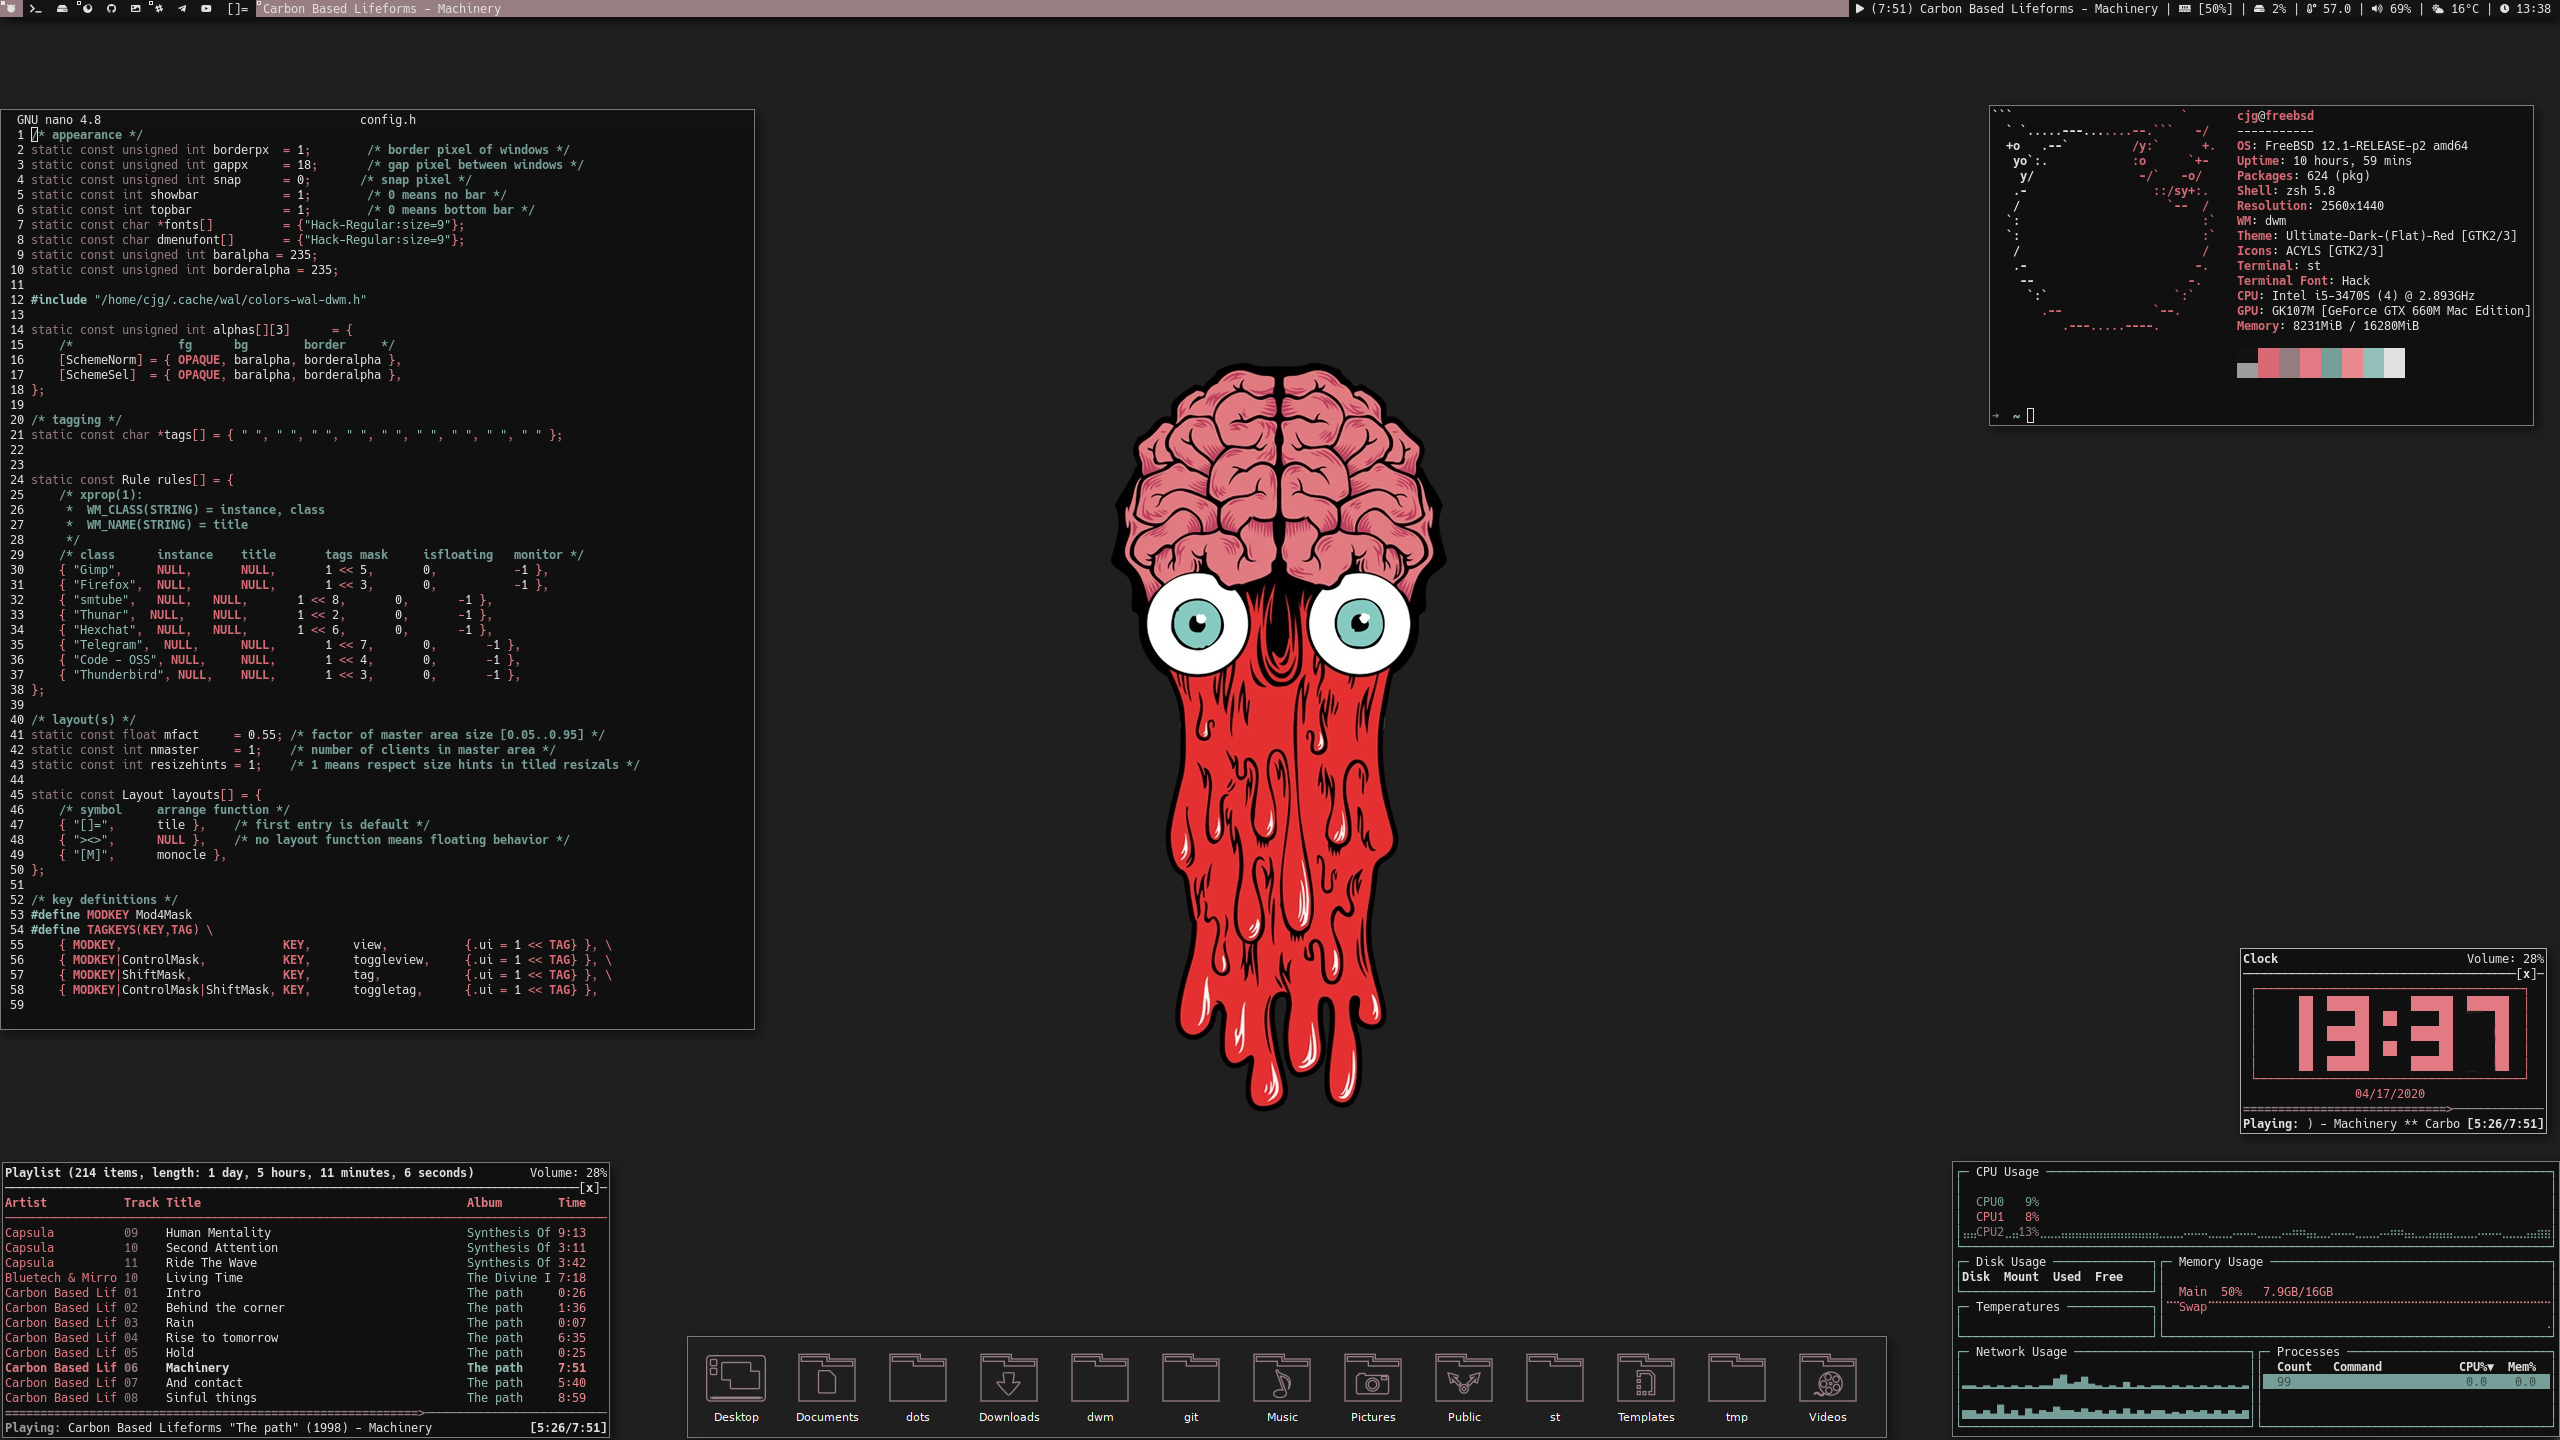 []= Carbon Based Lifeforms - Machinery
(7:51) Carbon Based Lifeforms - Machinery | [50%] | 2% | 57.0 | 69% | 16°C | 13:38
GNU nano 4.8 config.h
1 /* appearance */
2 static const unsigned int borderpx = 1; /* border pixel of windows */
3 static const unsigned int gappx = 18; /* gap pixel between windows */
4 static const unsigned int snap = 0; /* snap pixel */
5 static const int showbar = 1; /* 0 means no bar */
6 static const int topbar = 1; /* 0 means bottom bar */
7 static const char *fonts[] = {"Hack-Regular:size=9"};
8 static const char dmenufont[] = {"Hack-Regular:size=9"};
9 static const unsigned int baralpha = 235;
10 static const unsigned int borderalpha = 235;
11
12 #include "/home/cjg/.cache/wal/colors-wal-dwm.h"
13
14 static const unsigned int alphas[][3] = {
15 /* fg bg border */
16 [SchemeNorm] = { OPAQUE, baralpha, borderalpha },
17 [SchemeSel] = { OPAQUE, baralpha, borderalpha },
18 };
19
20 /* tagging */
21 static const char *tags[] = { " ", " ", " ", " ", " ", " ", " ", " ", " " };
22
23
24 static const Rule rules[] = {
25 /* xprop(1):
26 * WM_CLASS(STRING) = instance, class
27 * WM_NAME(STRING) = title
28 */
29 /* class instance title tags mask isfloating monitor */
30 { "Gimp", NULL, NULL, 1 << 5, 0, -1 },
31 { "Firefox", NULL, NULL, 1 << 3, 0, -1 },
32 { "smtube", NULL, NULL, 1 << 8, 0, -1 },
33 { "Thunar", NULL, NULL, 1 << 2, 0, -1 },
34 { "Hexchat", NULL, NULL, 1 << 6, 0, -1 },
35 { "Telegram", NULL, NULL, 1 << 7, 0, -1 },
36 { "Code - OSS", NULL, NULL, 1 << 4, 0, -1 },
37 { "Thunderbird", NULL, NULL, 1 << 3, 0, -1 },
38 };
39
40 /* layout(s) */
41 static const float mfact = 0.55; /* factor of master area size [0.05..0.95] */
42 static const int nmaster = 1; /* number of clients in master area */
43 static const int resizehints = 1; /* 1 means respect size hints in tiled resizals */
44
45 static const Layout layouts[] = {
46 /* symbol arrange function */
47 { "[]=", tile }, /* first entry is default */
48 { "><>", NULL }, /* no layout function means floating behavior */
49 { "[M]", monocle },
50 };
51
52 /* key definitions */
53 #define MODKEY Mod4Mask
54 #define TAGKEYS(KEY,TAG) \
55 { MODKEY, KEY, view, {.ui = 1 << TAG} }, \
56 { MODKEY|ControlMask, KEY, toggleview, {.ui = 1 << TAG} }, \
57 { MODKEY|ShiftMask, KEY, tag, {.ui = 1 << TAG} }, \
58 { MODKEY|ControlMask|ShiftMask, KEY, toggletag, {.ui = 1 << TAG} },
59
cjg@freebsd
-----------
OS: FreeBSD 12.1-RELEASE-p2 amd64
Uptime: 10 hours, 59 mins
Packages: 624 (pkg)
Shell: zsh 5.8
Resolution: 2560x1440
WM: dwm
Theme: Ultimate-Dark-(Flat)-Red [GTK2/3]
Icons: ACYLS [GTK2/3]
Terminal: st
Terminal Font: Hack
CPU: Intel i5-3470S (4) @ 2.893GHz
GPU: GK107M [GeForce GTX 660M Mac Edition]
Memory: 8231MiB / 16280MiB
→ ~
Clock Volume: 28%
[x]
13:37
04/17/2020
Playing: ) - Machinery ** Carbo [5:26/7:51]
Playlist (214 items, length: 1 day, 5 hours, 11 minutes, 6 seconds) Volume: 28%
[x]
Artist Track Title Album Time
Capsula 09 Human Mentality Synthesis Of 9:13
Capsula 10 Second Attention Synthesis Of 3:11
Capsula 11 Ride The Wave Synthesis Of 3:42
Bluetech & Mirro 10 Living Time The Divine I 7:18
Carbon Based Lif 01 Intro The path 0:26
Carbon Based Lif 02 Behind the corner The path 1:36
Carbon Based Lif 03 Rain The path 0:07
Carbon Based Lif 04 Rise to tomorrow The path 6:35
Carbon Based Lif 05 Hold The path 0:25
Carbon Based Lif 06 Machinery The path 7:51
Carbon Based Lif 07 And contact The path 5:40
Carbon Based Lif 08 Sinful things The path 8:59
Playing: Carbon Based Lifeforms "The path" (1998) - Machinery [5:26/7:51]
Desktop Documents dots Downloads dwm git Music Pictures Public st Templates tmp Videos
CPU Usage
CPU0 9%
CPU1 8%
CPU2 13%
Disk Usage
Disk Mount Used Free
Temperatures
Memory Usage
Main 50% 7.9GB/16GB
Swap
Network Usage
Processes
Count Command CPU%▼ Mem%
99 0.0 0.0